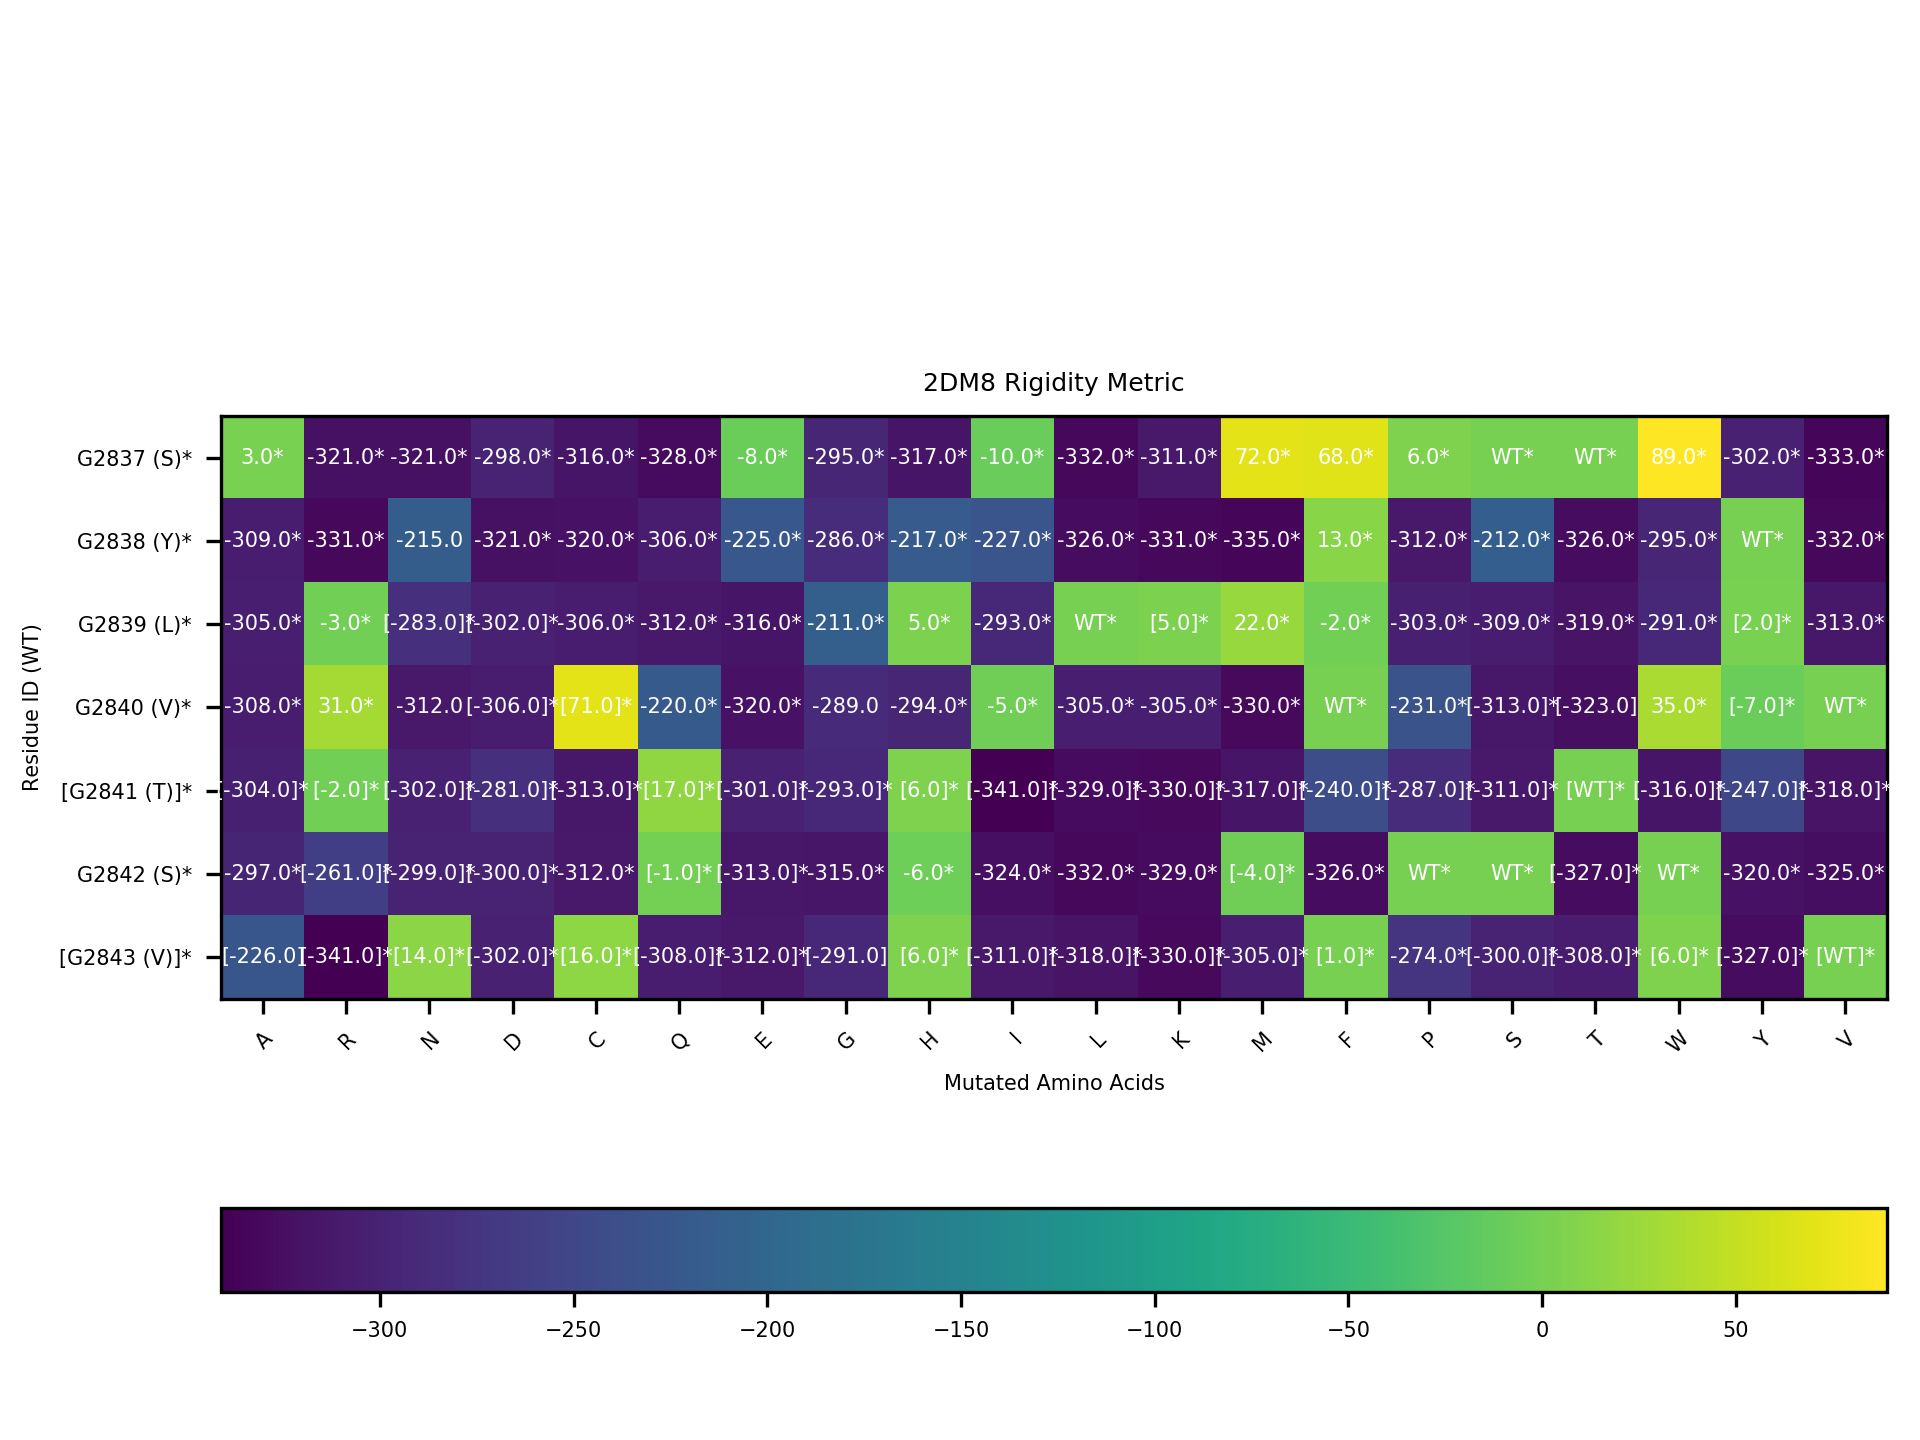 2DM8 Rigidity Metric
G2837 (S)* 3.0* -321.0* -321.0* -298.0* -316.0* -328.0* -8.0* -295.0* -317.0* -10.0* -332.0* -311.0* 72.0* 68.0* 6.0* WT* WT* 89.0* -302.0* -333.0*
G2838 (Y)* -309.0* -331.0* -215.0 -321.0* -320.0* -306.0* -225.0* -286.0* -217.0* -227.0* -326.0* -331.0* -335.0* 13.0* -312.0* -212.0* -326.0* -295.0* WT* -332.0*
G2839 (L)* -305.0* -3.0* [-283.0]* [-302.0]* -306.0* -312.0* -316.0* -211.0* 5.0* -293.0* WT* [5.0]* 22.0* -2.0* -303.0* -309.0* -319.0* -291.0* [2.0]* -313.0*
G2840 (V)* -308.0* 31.0* -312.0 [-306.0]* [71.0]* -220.0* -320.0* -289.0 -294.0* -5.0* -305.0* -305.0* -330.0* WT* -231.0* [-313.0]* [-323.0] 35.0* [-7.0]* WT*
[G2841 (T)]* [-304.0]* [-2.0]* [-302.0]* [-281.0]* [-313.0]* [17.0]* [-301.0]* [-293.0]* [6.0]* [-341.0]* [-329.0]* [-330.0]* [-317.0]* [-240.0]* [-287.0]* [-311.0]* [WT]* [-316.0]* [-247.0]* [-318.0]*
G2842 (S)* -297.0* [-261.0]* [-299.0]* [-300.0]* -312.0* [-1.0]* [-313.0]* -315.0* -6.0* -324.0* -332.0* -329.0* [-4.0]* -326.0* WT* WT* [-327.0]* WT* -320.0* -325.0*
[G2843 (V)]* [-226.0] [-341.0]* [14.0]* [-302.0]* [16.0]* [-308.0]* [-312.0]* [-291.0] [6.0]* [-311.0]* [-318.0]* [-330.0]* [-305.0]* [1.0]* -274.0* [-300.0]* [-308.0]* [6.0]* [-327.0]* [WT]*
Residue ID (WT)
A R N D C Q E G H I L K M F P S T W Y V
Mutated Amino Acids
−300 −250 −200 −150 −100 −50 0 50